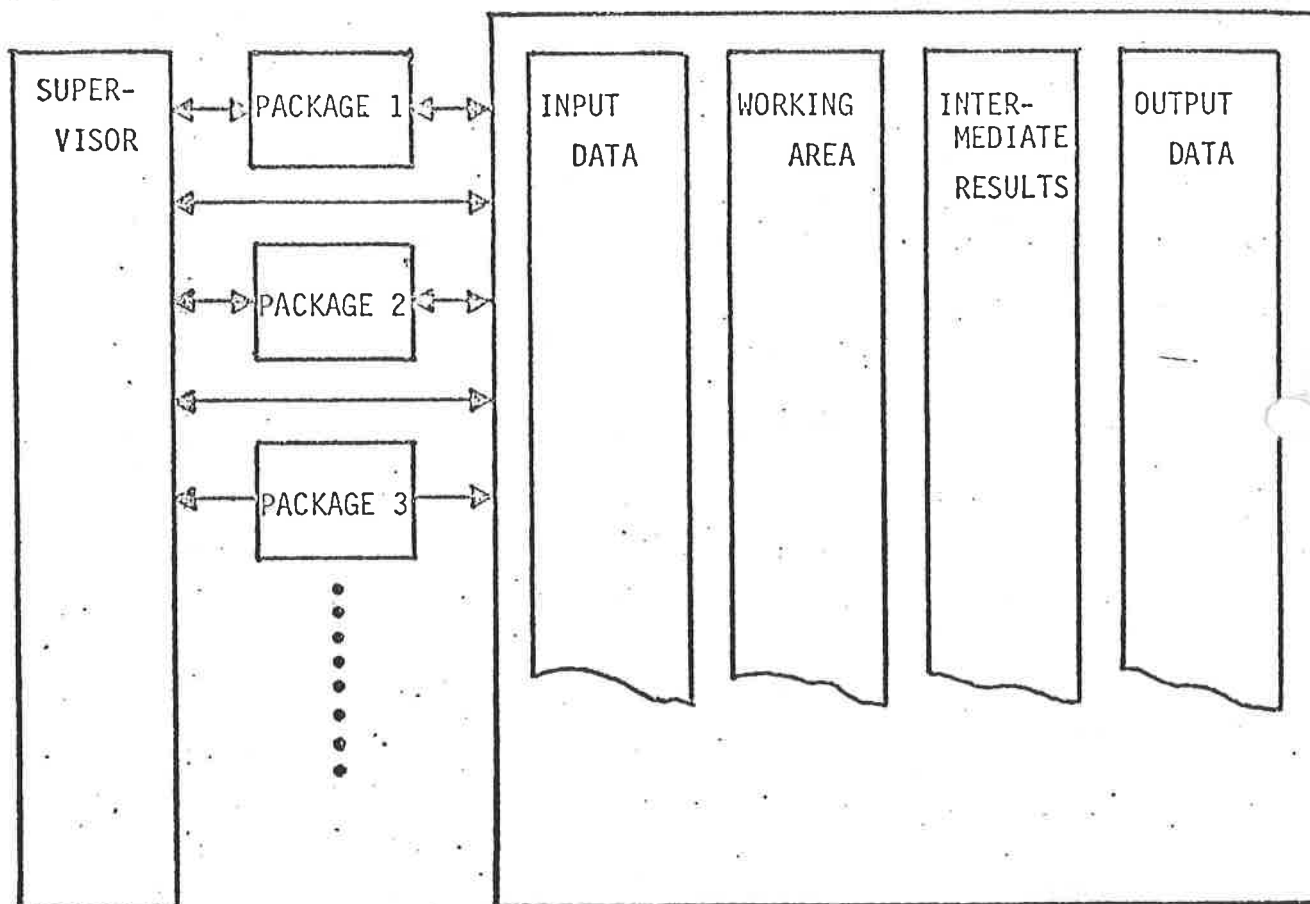 SUPER-
VISOR
PACKAGE 1
PACKAGE 2
PACKAGE 3
INPUT
DATA
WORKING
AREA
INTER-
MEDIATE
RESULTS
OUTPUT
DATA